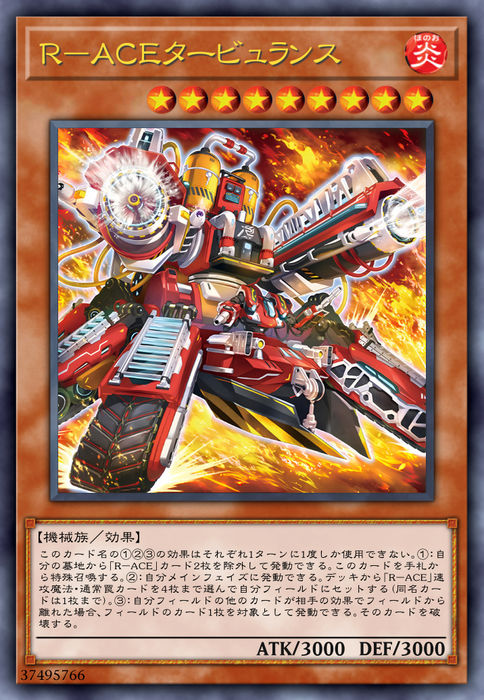 R－ACEタービュランス
ほのお
炎
【機械族／効果】
このカード名の①②③の効果はそれぞれ1ターンに1度しか使用できない。①：自
分の墓地から「R－ACE」カード2枚を除外して発動できる。このカードを手札か
ら特殊召喚する。②：自分メインフェイズに発動できる。デッキから「R－ACE」速
攻魔法・通常罠カードを4枚まで選んで自分フィールドにセットする（同名カー
ドは1枚まで）。③：自分フィールドの他のカードが相手の効果でフィールドから
離れた場合、フィールドのカード1枚を対象として発動できる。そのカードを破
壊する。
ATK/3000 DEF/3000
37495766